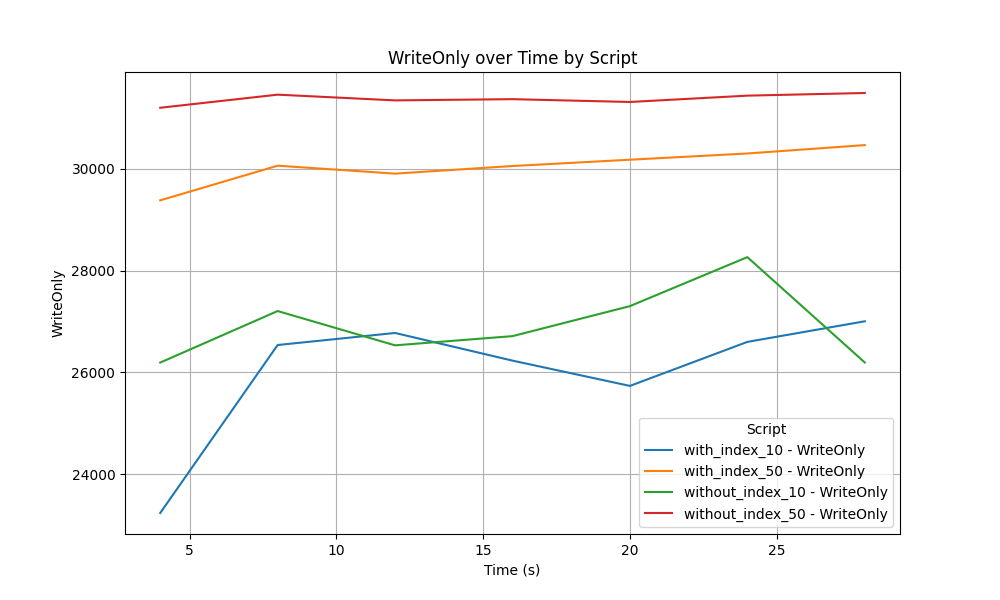 WriteOnly over Time by Script
WriteOnly
30000
28000
26000
24000
5
10
15
20
25
Time (s)
Script
with_index_10 - WriteOnly
with_index_50 - WriteOnly
without_index_10 - WriteOnly
without_index_50 - WriteOnly